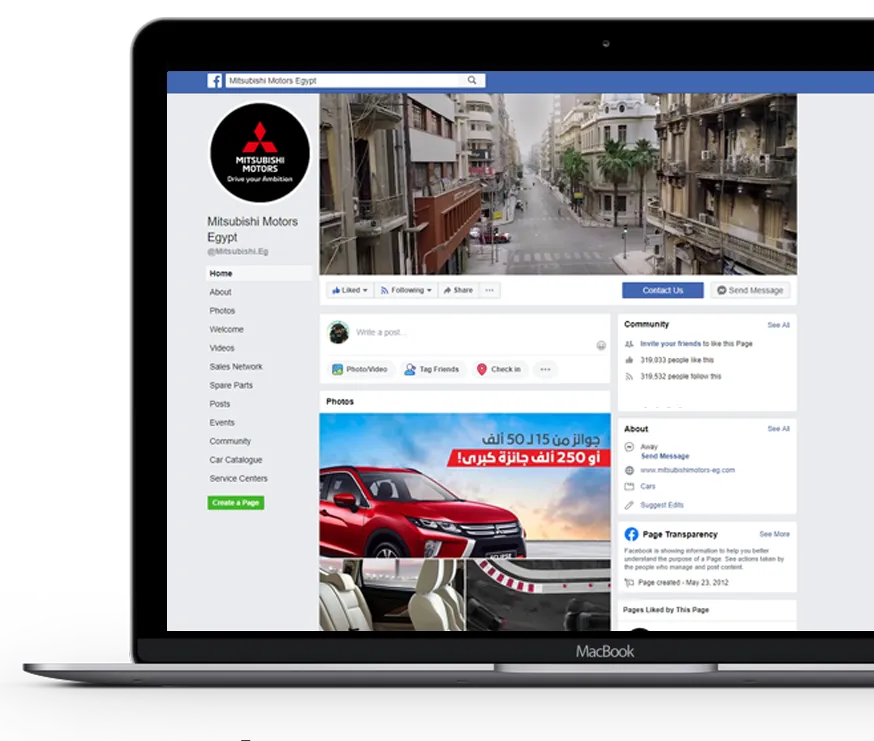 Mitsubishi Motors Egypt
MITSUBISHI
MOTORS
Drive your Ambition
Mitsubishi Motors
Egypt
@Mitsubishi.Eg
Home
About
Photos
Welcome
Videos
Sales Network
Spare Parts
Posts
Events
Community
Car Catalogue
Service Centers
Create a Page
Liked
Following
Share
Contact Us
Send Message
Write a post...
Photo/Video
Tag Friends
Check in
Photos
جوائز من 15 لـ 50 ألف
أو 250 ألف جائزة كبرى!
ECLIPSE
Community
See All
Invite your friends to like this Page
319,033 people like this
319,532 people follow this
About
See All
Away
Send Message
www.mitsubishimotors-eg.com
Cars
Suggest Edits
Page Transparency
See More
Facebook is showing information to help you better
understand the purpose of a Page. See actions taken by
the people who manage and post content.
Page created - May 23, 2012
Pages Liked by This Page
MacBook